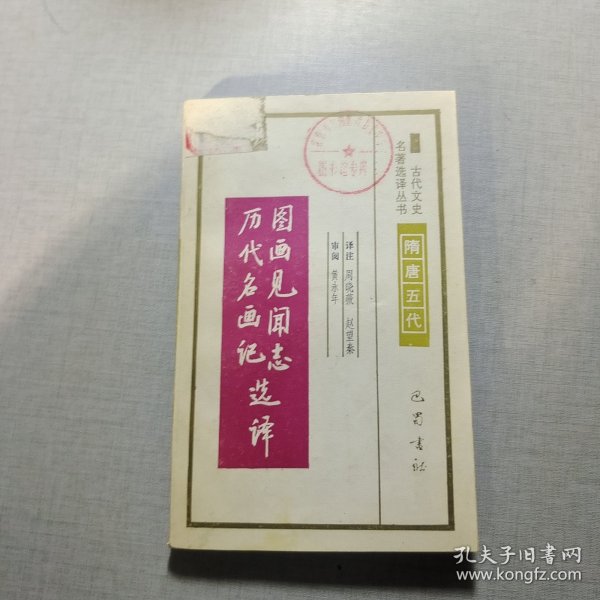 古代文史
名著选译丛书
隋唐五代
译注 周晓薇 赵望秦
审阅 黄永年
图画见闻志
历代名画记
选译
巴蜀书社
孔夫子旧书网
www.kongfz.com